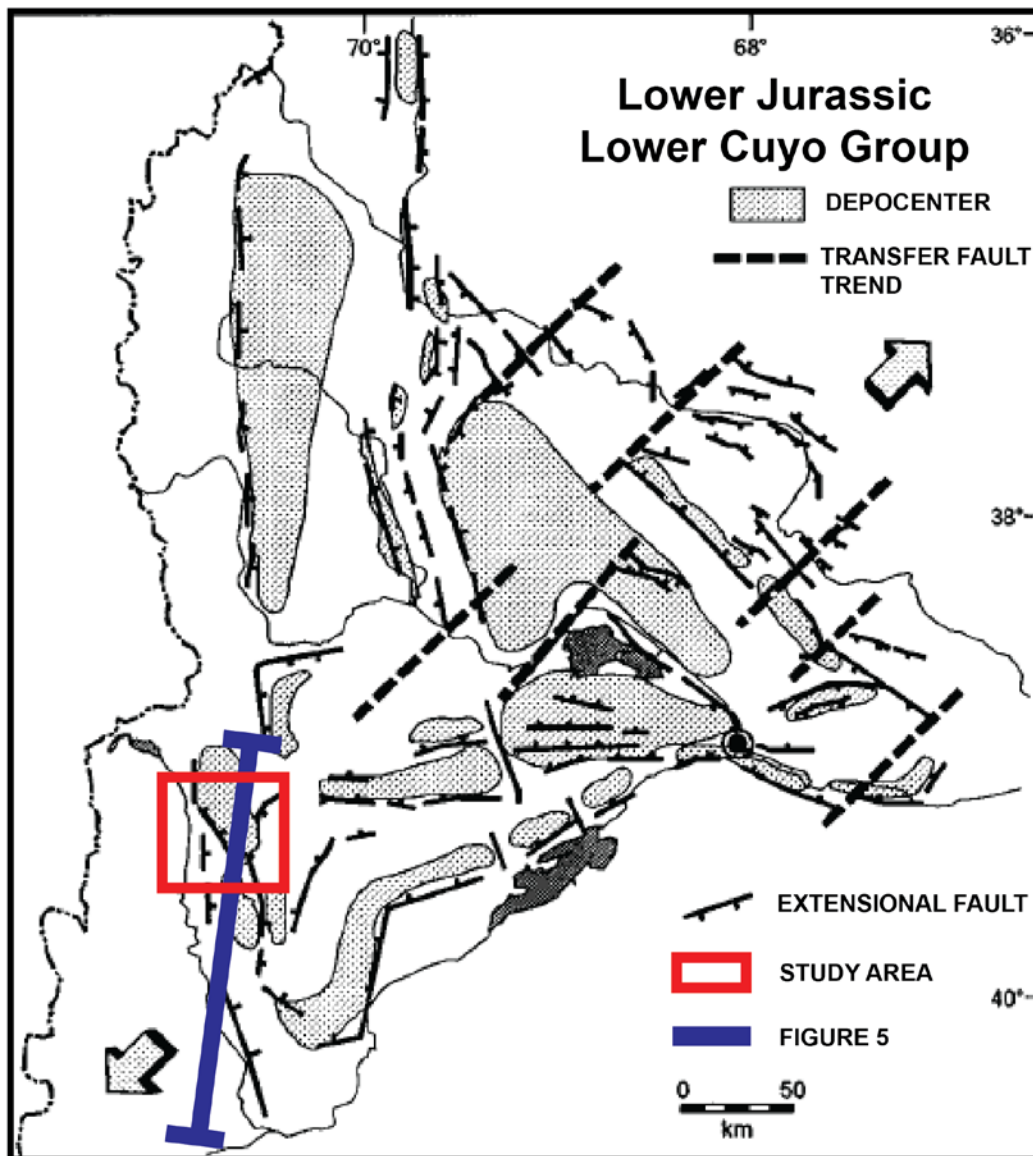 70°
68°
36°
Lower Jurassic
Lower Cuyo Group
DEPOCENTER
TRANSFER FAULT
TREND
38°
EXTENSIONAL FAULT
STUDY AREA
40°
FIGURE 5
0 50
km